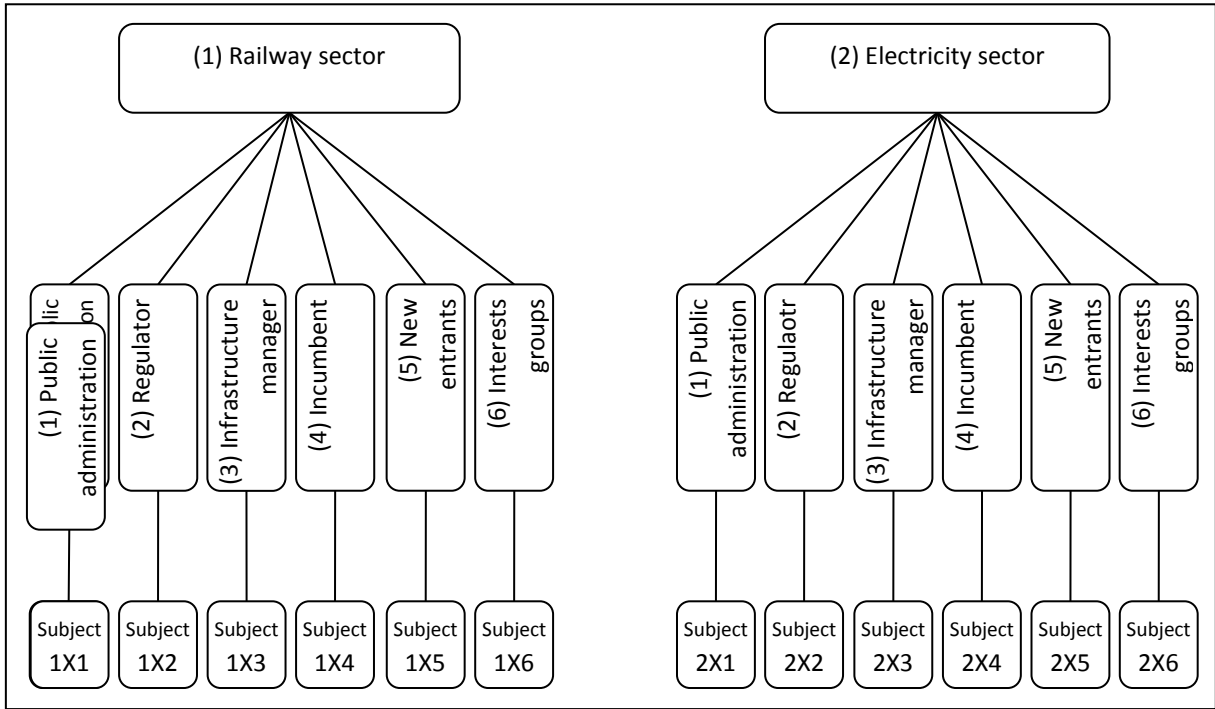 (1) Railway sector
(2) Electricity sector
(1) Public
administration
(2) Regulator
(3) Infrastructure
manager
(4) Incumbent
(5) New
entrants
(6) Interests
groups
(1) Public
administration
(2) Regulaotr
(3) Infrastructure
manager
(4) Incumbent
(5) New
entrants
(6) Interests
groups
Subject
1X1
Subject
1X2
Subject
1X3
Subject
1X4
Subject
1X5
Subject
1X6
Subject
2X1
Subject
2X2
Subject
2X3
Subject
2X4
Subject
2X5
Subject
2X6